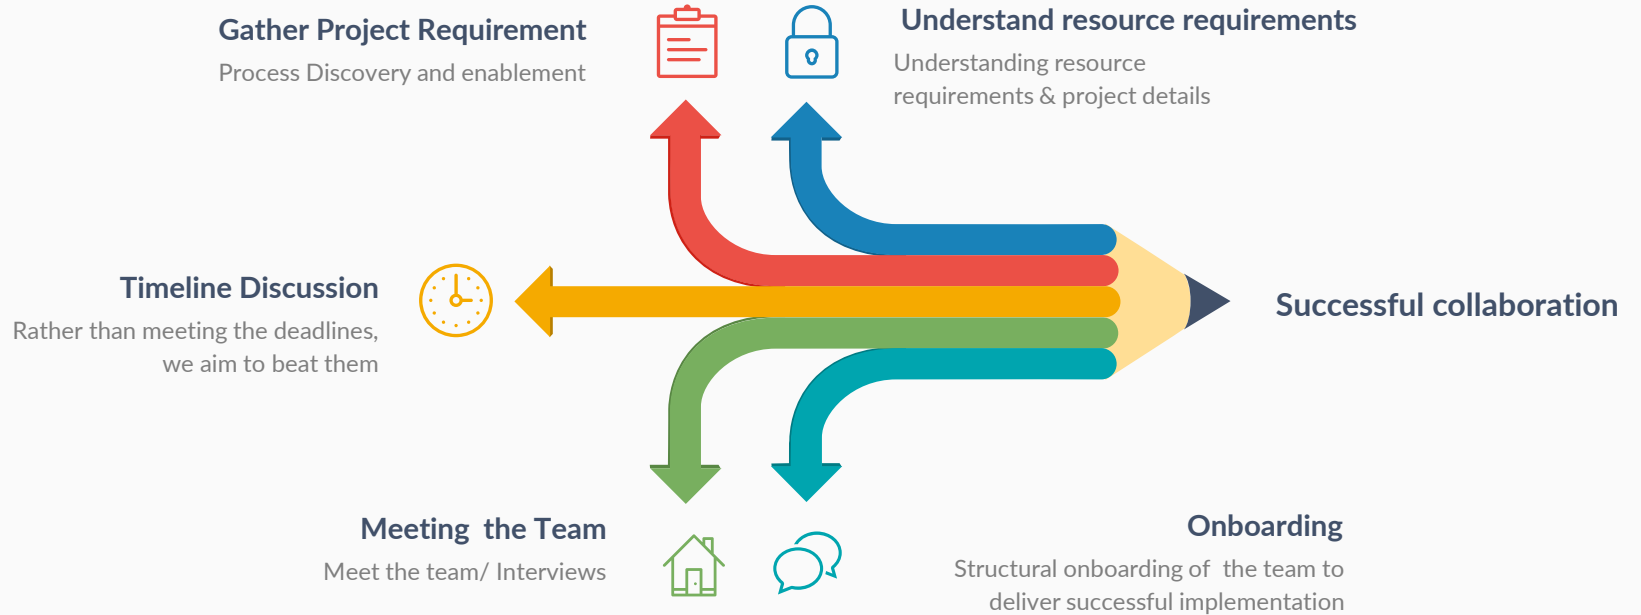 Gather Project Requirement
Process Discovery and enablement
Understand resource requirements
Understanding resource
requirements & project details
Timeline Discussion
Rather than meeting the deadlines,
we aim to beat them
Successful collaboration
Meeting  the Team
Meet the team/ Interviews
Onboarding
Structural onboarding of  the team to
deliver successful implementation